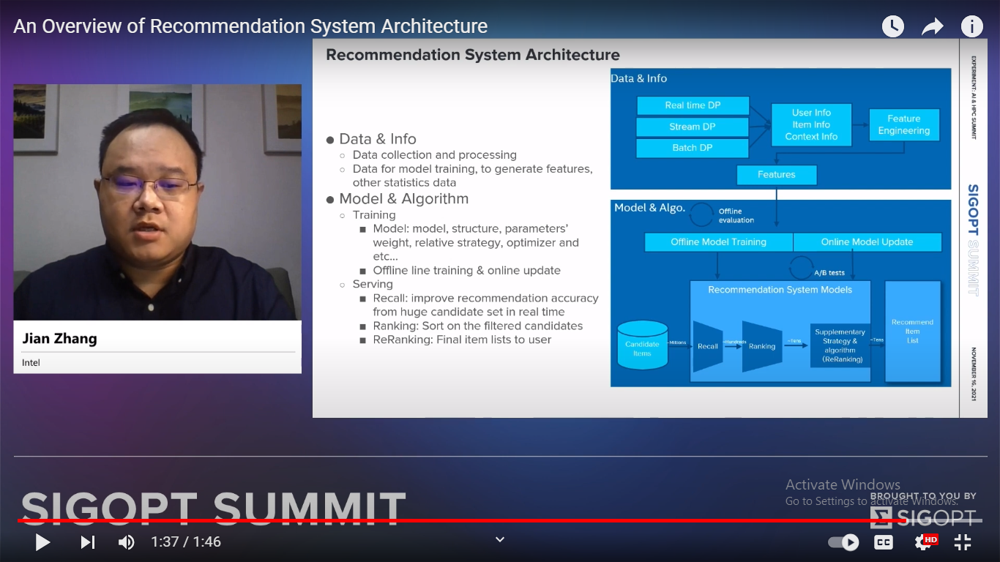 An Overview of Recommendation System Architecture
Recommendation System Architecture
● Data & Info
○ Data collection and processing
○ Data for model training, to generate features,
other statistics data
● Model & Algorithm
○ Training
■ Model: model, structure, parameters'
weight, relative strategy, optimizer and
etc...
■ Offline line training & online update
○ Serving
■ Recall: improve recommendation accuracy
from huge candidate set in real time
■ Ranking: Sort on the filtered candidates
■ ReRanking: Final item lists to user
Data & Info
Real time DP
Stream DP
Batch DP
User Info
Item Info
Context Info
Feature
Engineering
Features
Model & Algo.
Offline
evaluation
Offline Model Training
Online Model Update
A/B tests
Recommendation System Models
Candidate
Items
~Millions
Recall
~Hundreds
Ranking
~Tens
Supplementary
Strategy &
algorithm
(ReRanking)
~Tens
Recommend
Item
List
EXPERIMENT: AI & HPC SUMMIT
SIGOPT SUMMIT
NOVEMBER 16, 2021
Jian Zhang
Intel
SIGOPT SUMMIT
Activate Windows
Go to Settings to activate Windows.
BROUGHT TO YOU BY
SIGOPT
1:37 / 1:46
CC
HD